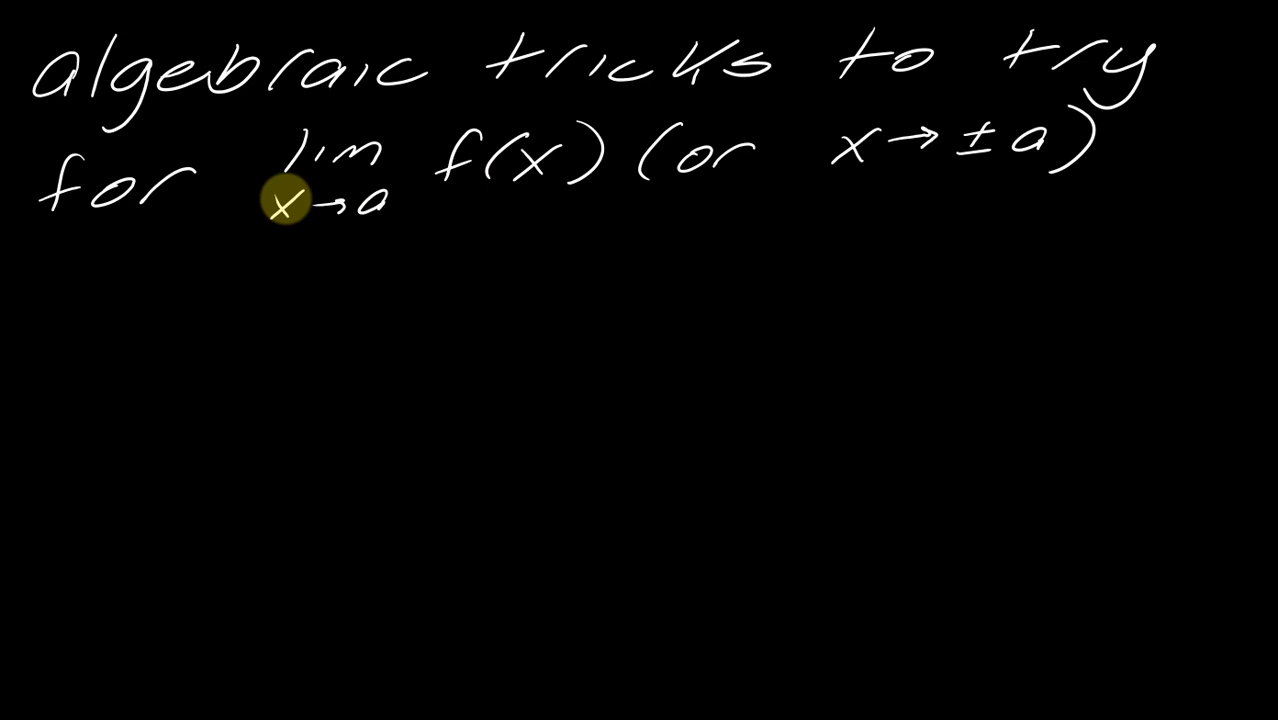 algebraic tricks to try
for lim f(x) (or x→±a)
x→a